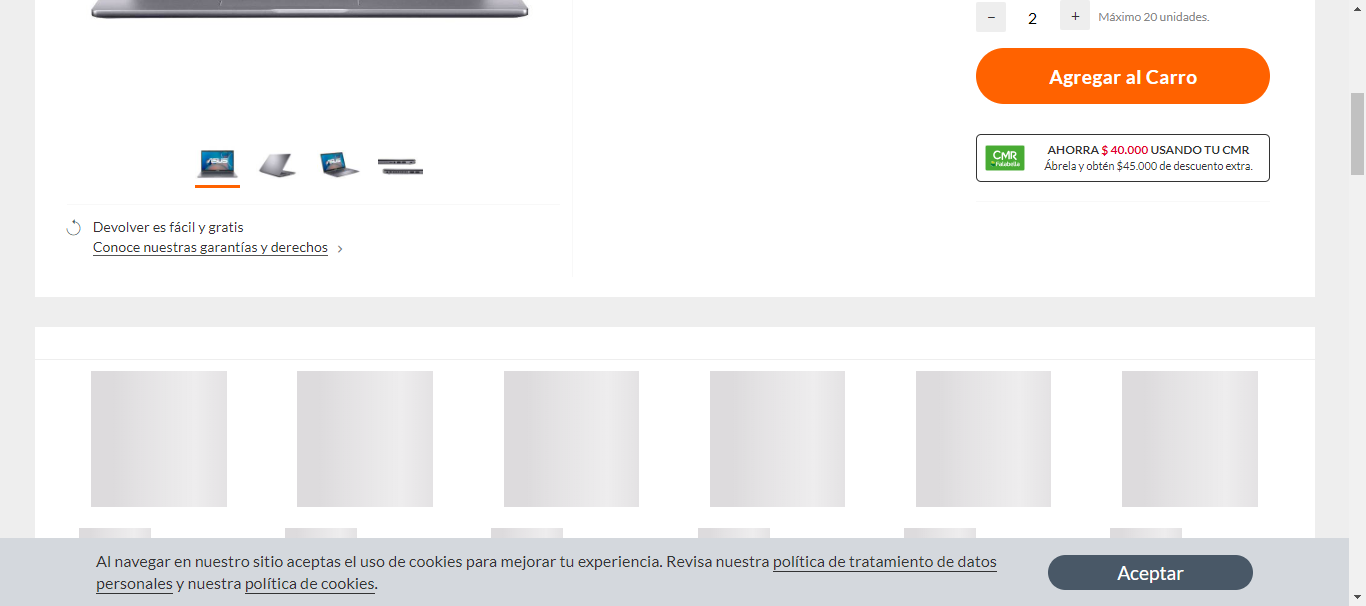 − 2 + Máximo 20 unidades.
Agregar al Carro
CMR
Falabella
AHORRA $ 40.000 USANDO TU CMR
Ábrela y obtén $45.000 de descuento extra.
ASUS
ASUS
Devolver es fácil y gratis
Conoce nuestras garantías y derechos
Al navegar en nuestro sitio aceptas el uso de cookies para mejorar tu experiencia. Revisa nuestra política de tratamiento de datos
personales y nuestra política de cookies.
Aceptar